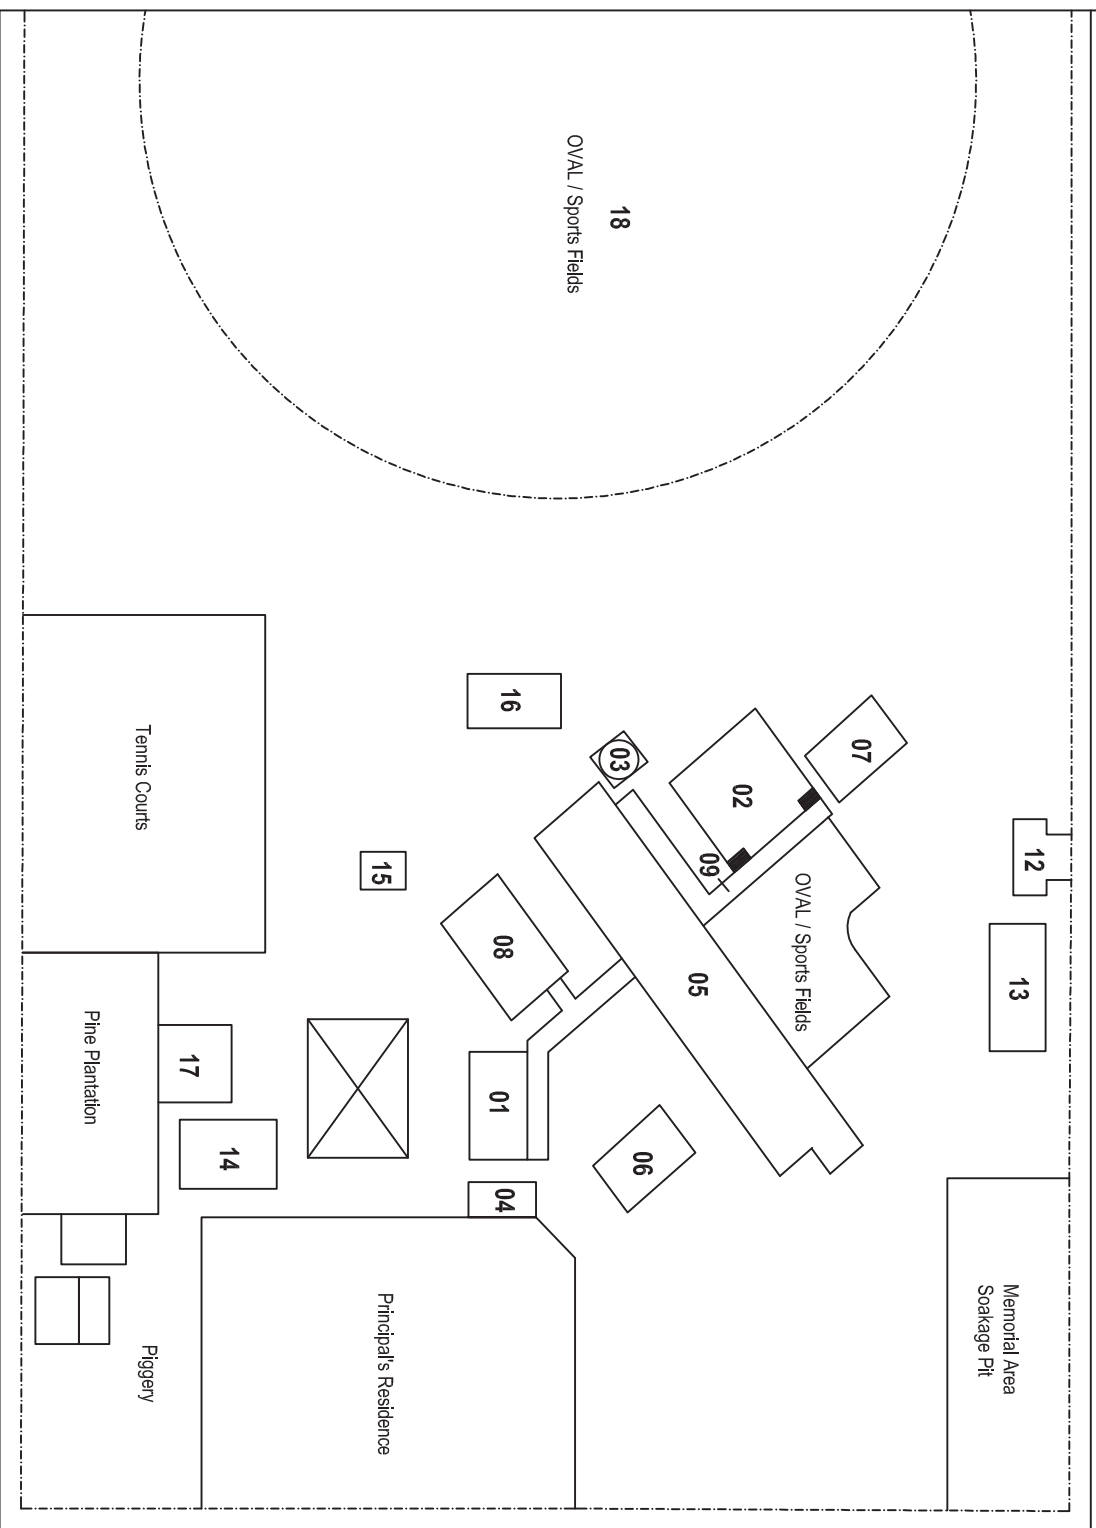 18
OVAL / Sports Fields
07
12
02
03
16
09
OVAL / Sports Fields
13
15
08
05
Tennis Courts
01
06
17
Pine Plantation
14
04
Memorial Area
Soakage Pit
Principal's Residence
Piggery